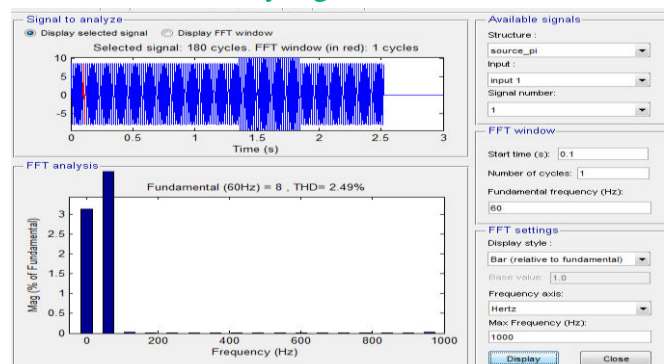 Signal to analyze
Display selected signal
Display FFT window
Selected signal: 180 cycles. FFT window (in red): 1 cycles
10
5
0
-5
0
0.5
1
1.5
2
2.5
3
Time (s)
FFT analysis
Fundamental (60Hz) = 8 , THD= 2.49%
Mag (% of Fundamental)
3
2.5
2
1.5
1
0.5
0
0
200
400
600
800
1000
Frequency (Hz)
Available signals
Structure :
source_pi
Input :
input 1
Signal number:
1
FFT window
Start time (s): 0.1
Number of cycles: 1
Fundamental frequency (Hz):
60
FFT settings
Display style :
Bar (relative to fundamental)
Base value: 1.0
Frequency axis:
Hertz
Max Frequency (Hz):
1000
Display
Close